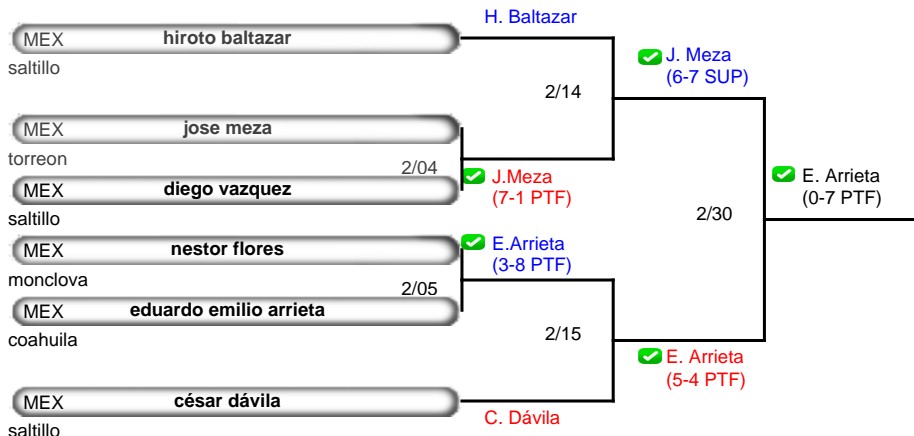 H. Baltazar
MEX hiroto baltazar
saltillo
J. Meza
(6-7 SUP)
2/14
MEX jose meza
torreon
2/04
J.Meza
(7-1 PTF)
MEX diego vazquez
saltillo
E. Arrieta
(0-7 PTF)
2/30
MEX nestor flores
monclova
E.Arrieta
(3-8 PTF)
2/05
MEX eduardo emilio arrieta
coahuila
2/15
E. Arrieta
(5-4 PTF)
MEX césar dávila
saltillo
C. Dávila